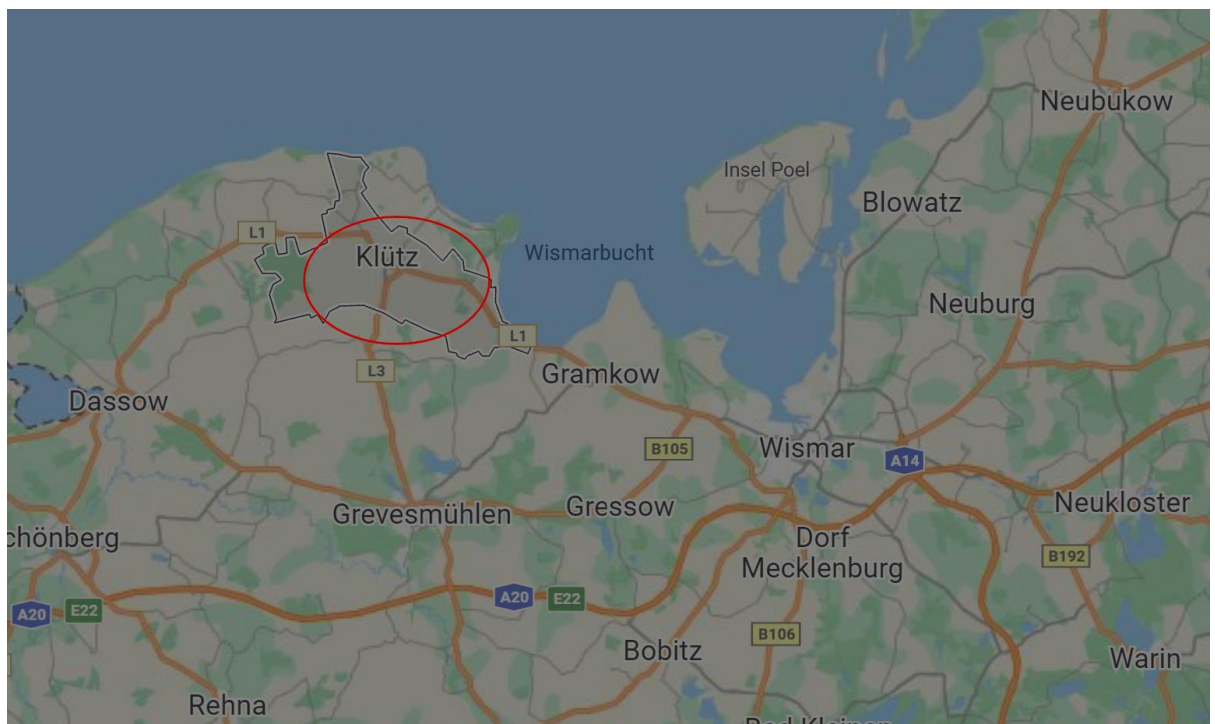 Neubukow
Insel Poel
Blowatz
L1
Klütz
Wismarbucht
Neuburg
L1
L3
Gramkow
Dassow
B105
Wismar
A14
Grevesmühlen
Gressow
Neukloster
chönberg
Dorf
Mecklenburg
B192
A20
E22
A20
E22
B106
Bobitz
Warin
Rehna